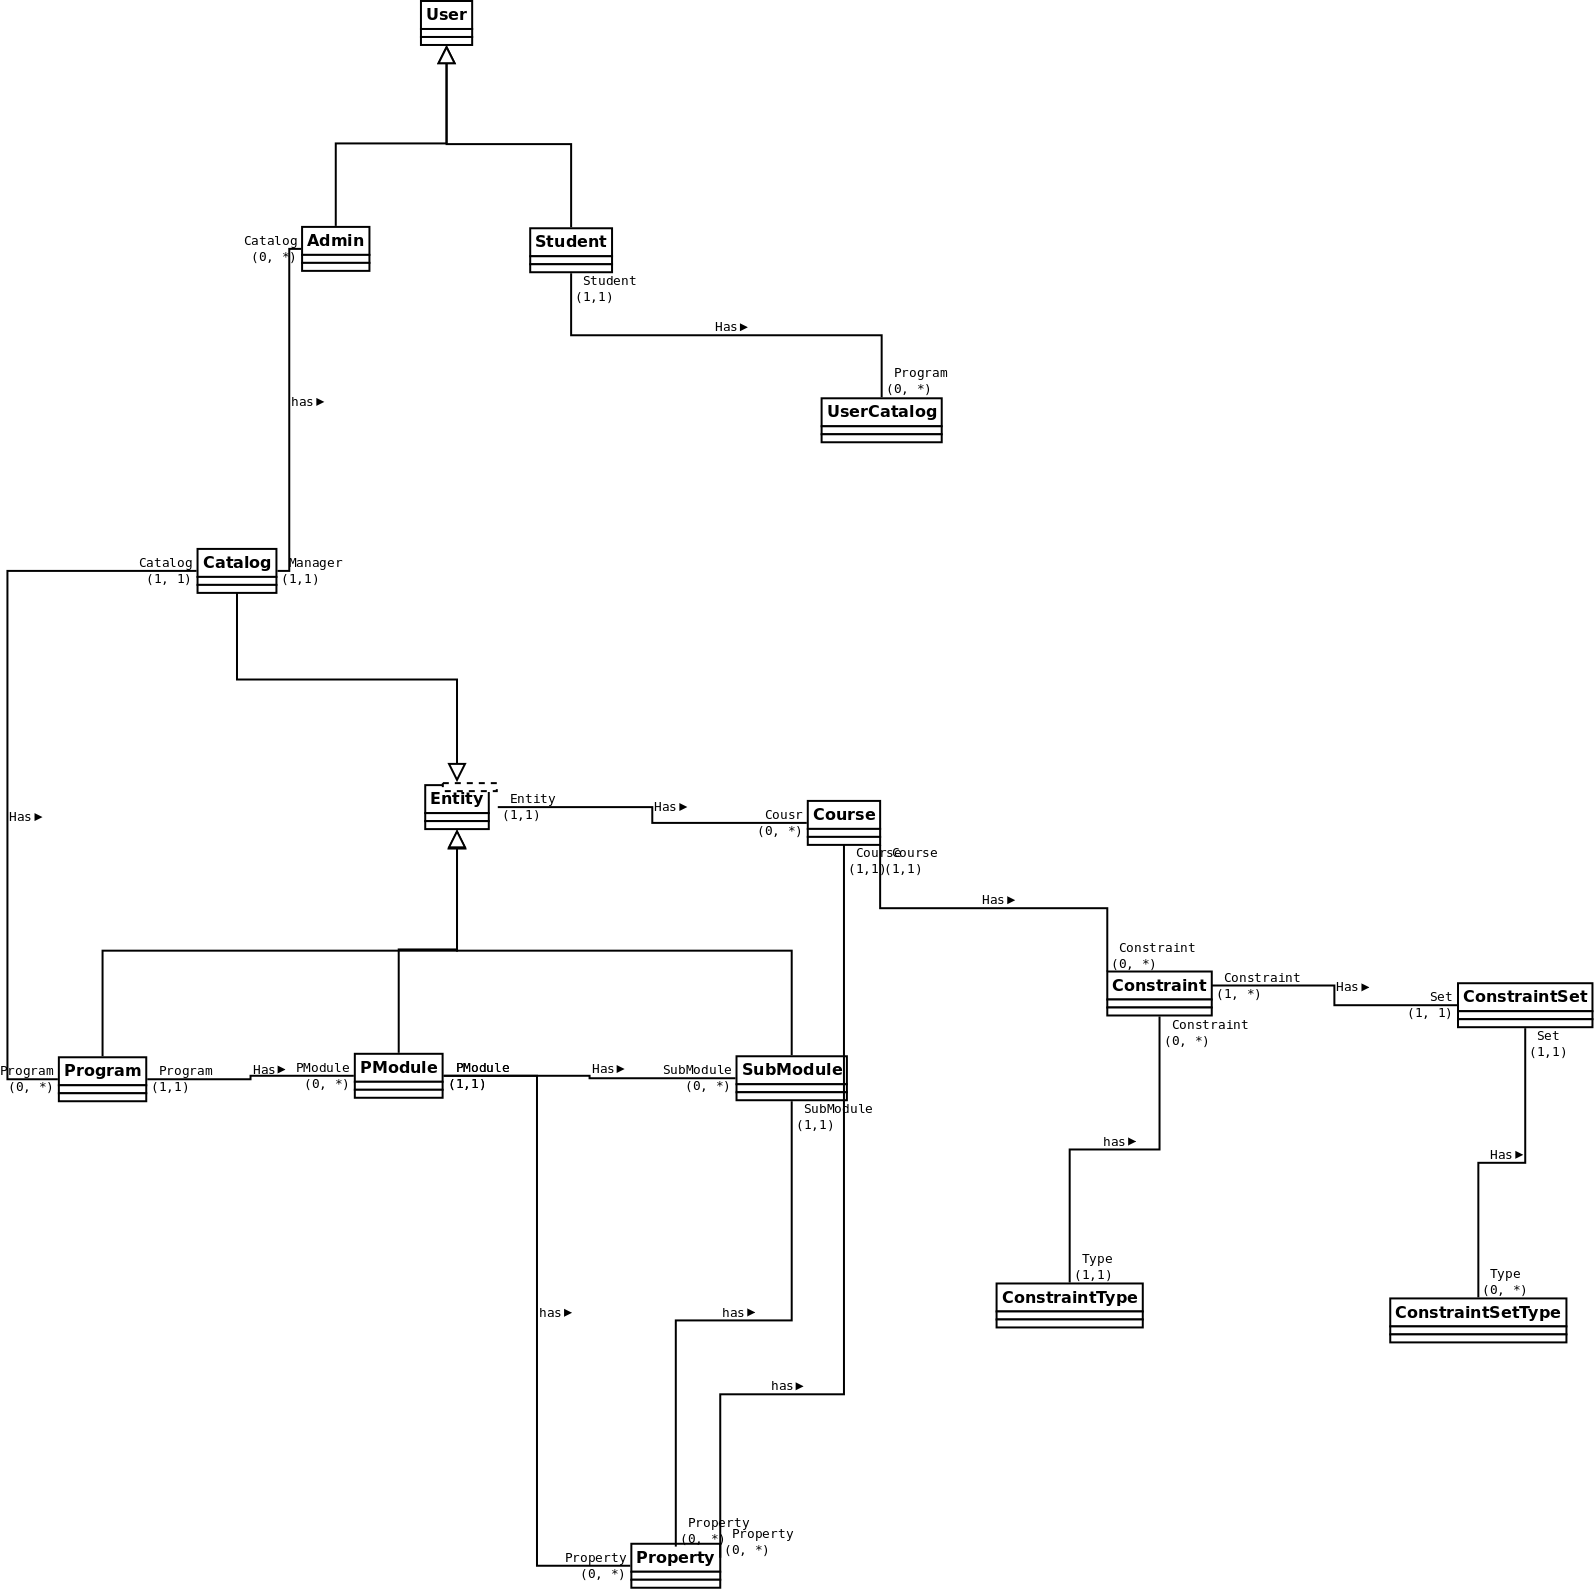 User
Catalog
(0, *)
Admin
Student
Student
(1,1)
Has►
Program
(0, *)
UserCatalog
has►
Catalog
(1, 1)
Catalog
Manager
(1,1)
Has►
Entity
Entity
(1,1)
Has►
Cousr
(0, *)
Course
Course
(1,1)
Course
(1,1)
Has►
Constraint
(0, *)
Constraint
Constraint
(1, *)
Has►
Set
(1, 1)
ConstraintSet
Constraint
(0, *)
Set
(1,1)
Program
(0, *)
Program
Program
(1,1)
Has►
PModule
(0, *)
PModule
PModule
(1,1)
Has►
SubModule
(0, *)
SubModule
SubModule
(1,1)
has►
Has►
Type
(1,1)
ConstraintType
Type
(0, *)
ConstraintSetType
has►
has►
has►
Property
(0, *)
Property
(0, *)
Property
(0, *)
Property